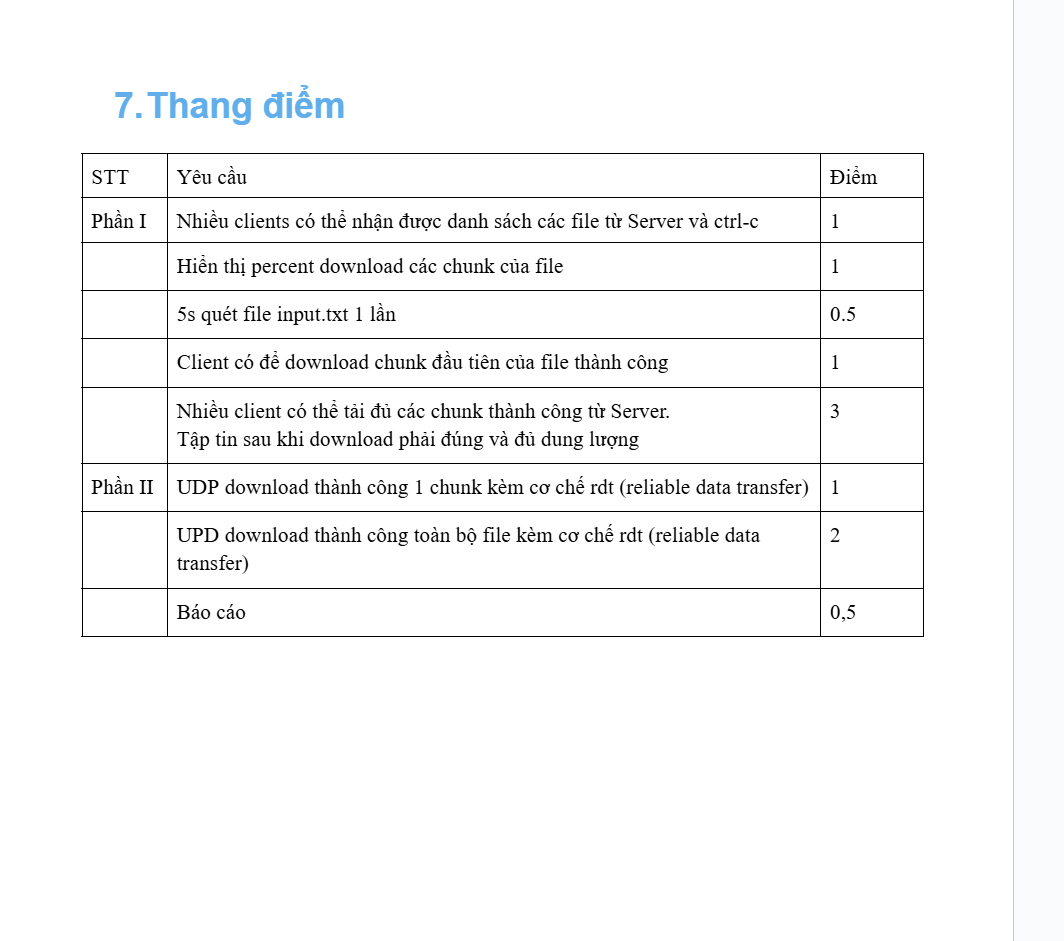 7. Thang điểm
STT Yêu cầu Điểm
Phần I Nhiều clients có thể nhận được danh sách các file từ Server và ctrl-c 1
Hiển thị percent download các chunk của file 1
5s quét file input.txt 1 lần 0.5
Client có để download chunk đầu tiên của file thành công 1
Nhiều client có thể tải đủ các chunk thành công từ Server. 3
Tập tin sau khi download phải đúng và đủ dung lượng
Phần II UDP download thành công 1 chunk kèm cơ chế rdt (reliable data transfer) 1
UPD download thành công toàn bộ file kèm cơ chế rdt (reliable data 2
transfer)
Báo cáo 0,5